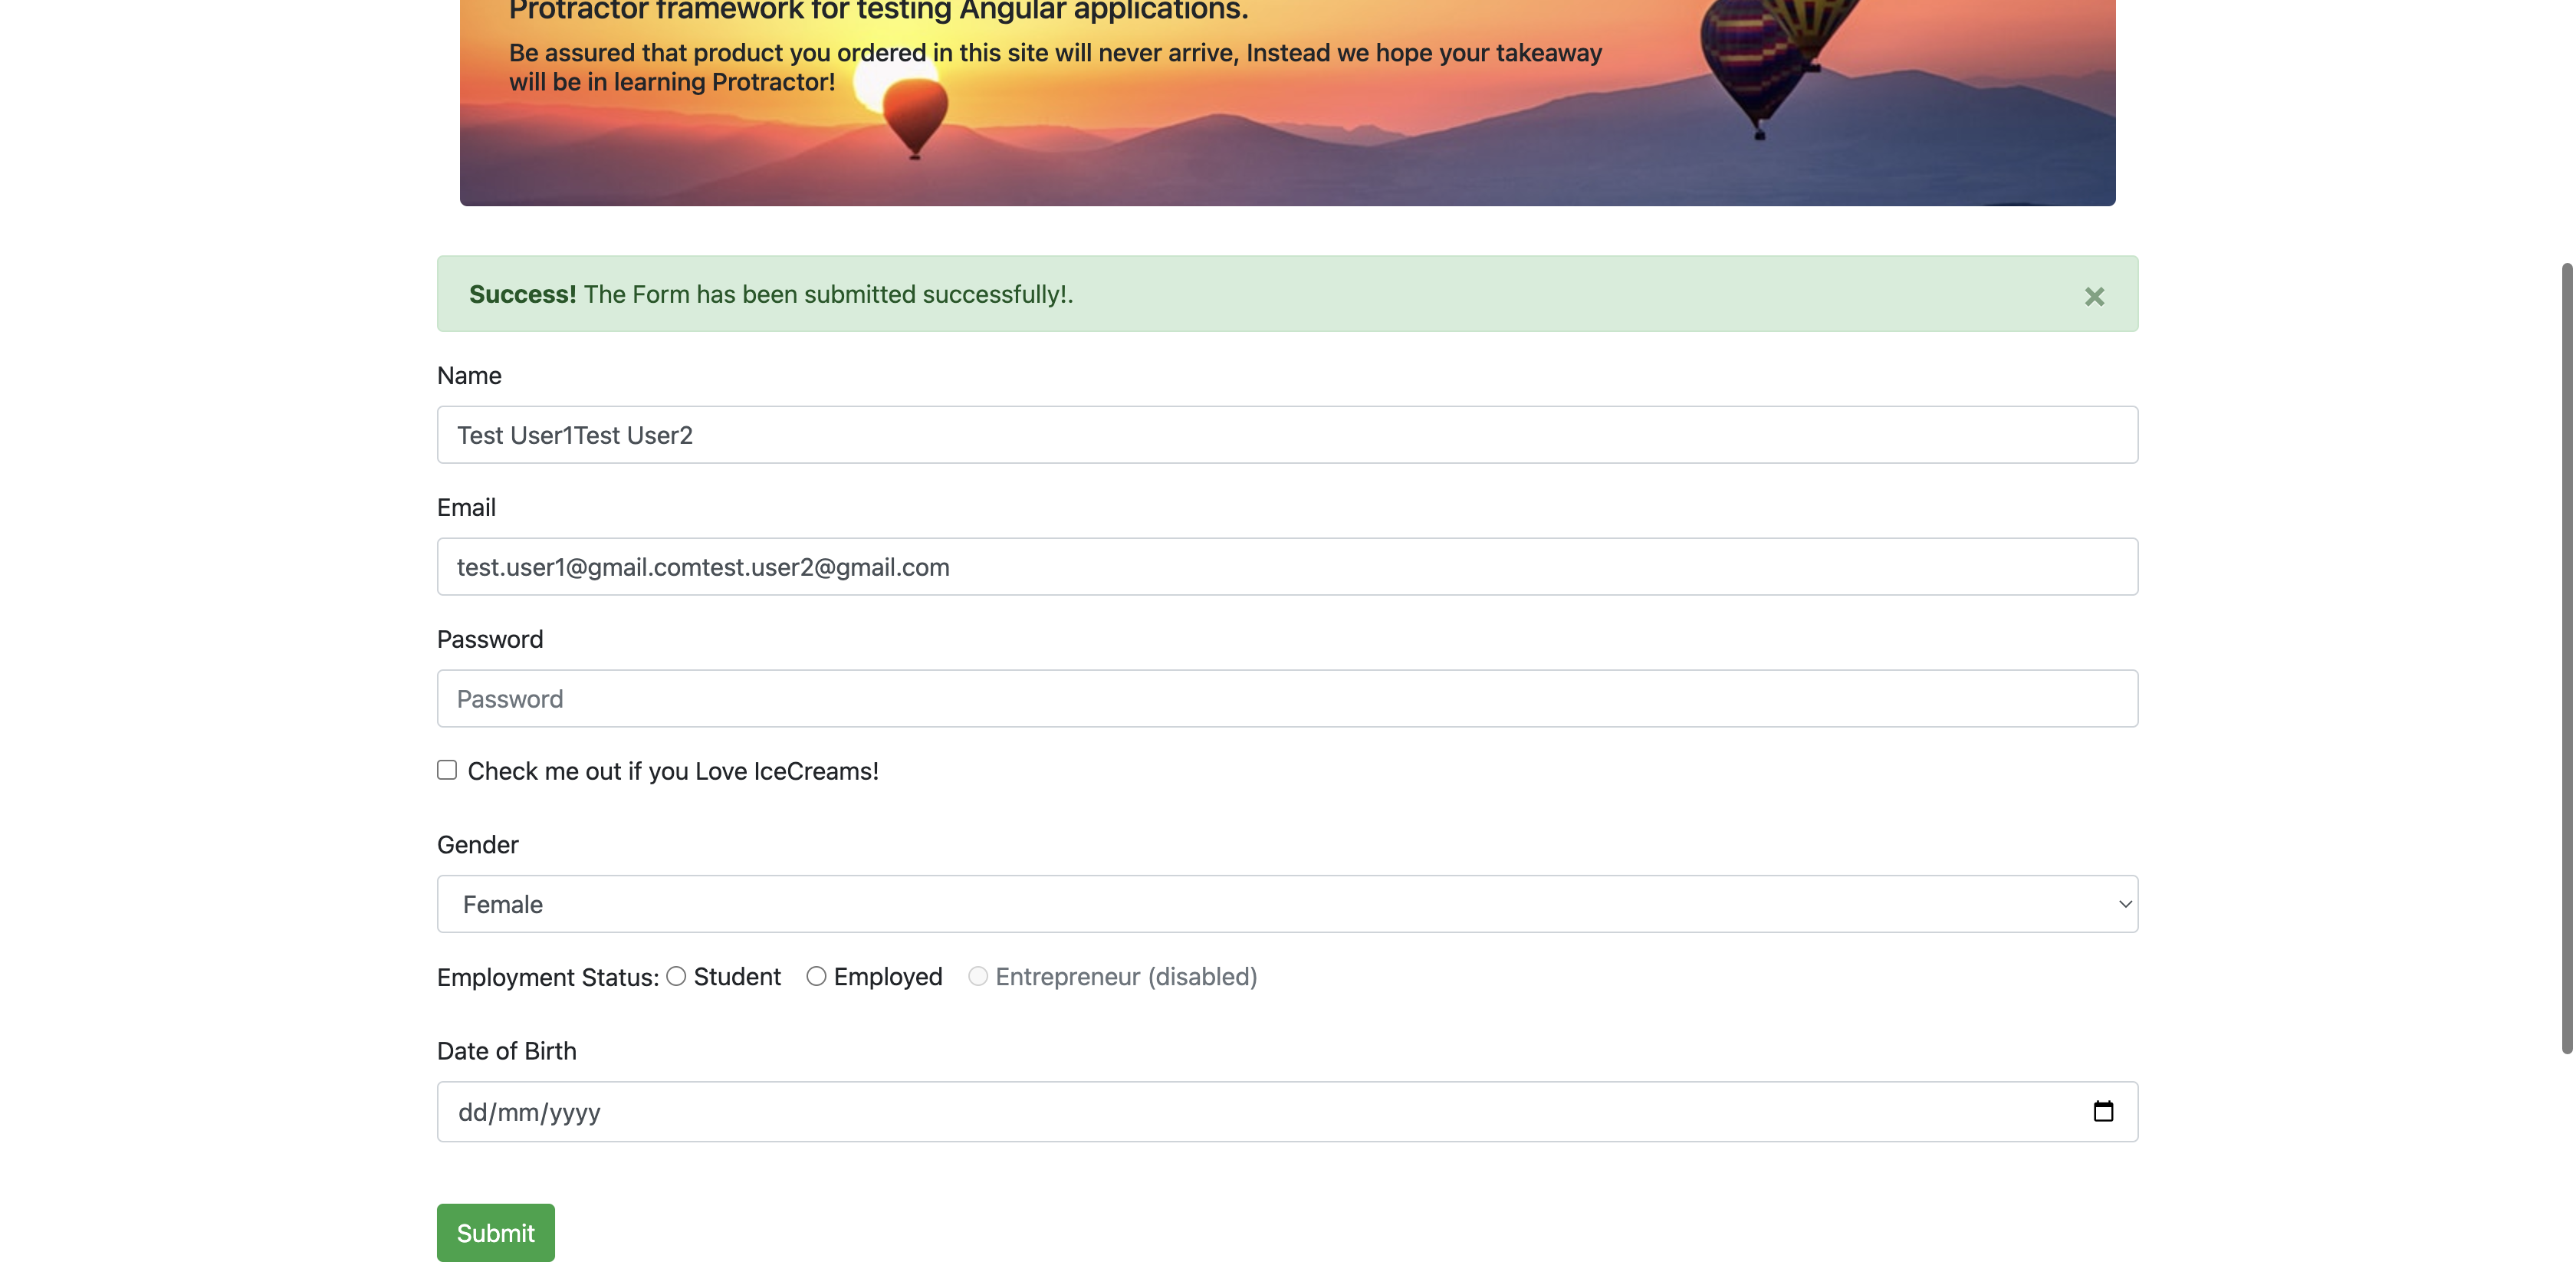 Protractor framework for testing Angular applications.
Be assured that product you ordered in this site will never arrive, Instead we hope your takeaway
will be in learning Protractor!
Success! The Form has been submitted successfully!.
×
Name
Test User1Test User2
Email
test.user1@gmail.comtest.user2@gmail.com
Password
Password
Check me out if you Love IceCreams!
Gender
Female
Employment Status: Student Employed Entrepreneur (disabled)
Date of Birth
dd/mm/yyyy
Submit